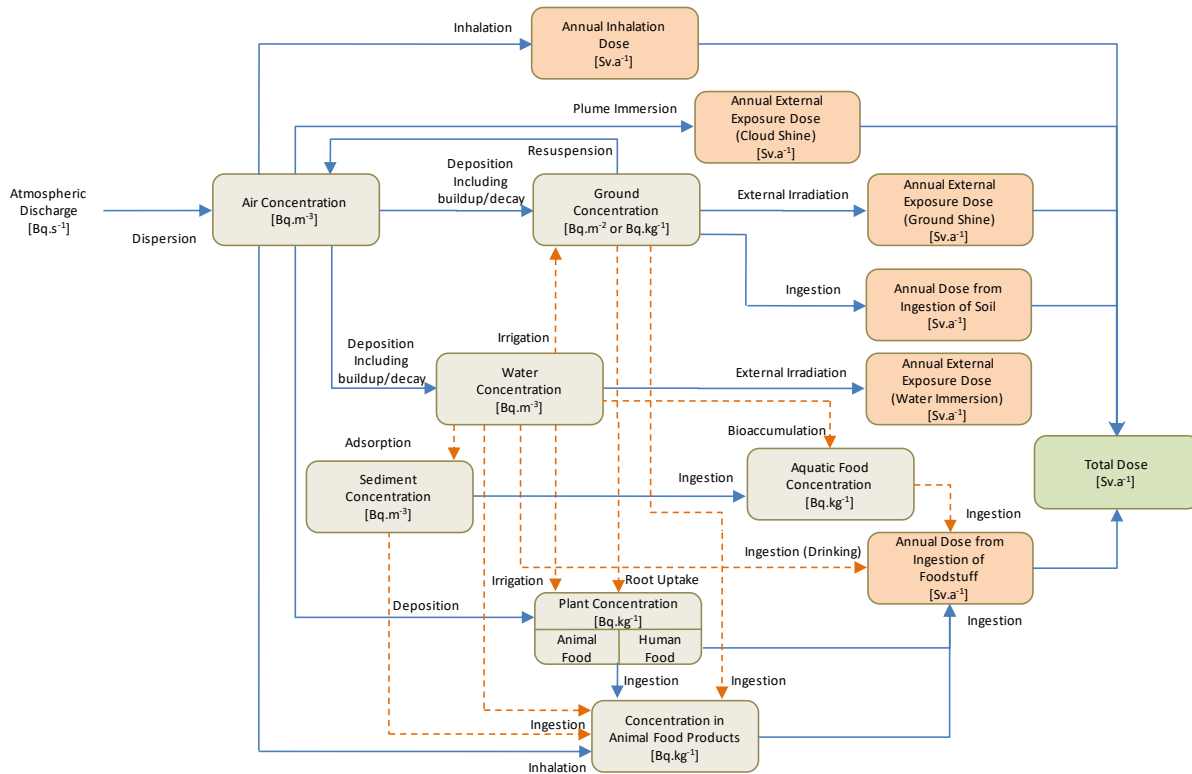 Inhalation
Annual Inhalation
Dose
[Sv.a⁻¹]
Plume Immersion
Annual External
Exposure Dose
(Cloud Shine)
[Sv.a⁻¹]
Resuspension
Atmospheric
Discharge
[Bq.s⁻¹]
Dispersion
Air Concentration
[Bq.m⁻³]
Deposition
Including
buildup/decay
Ground
Concentration
[Bq.m⁻² or Bq.kg⁻¹]
External Irradiation
Annual External
Exposure Dose
(Ground Shine)
[Sv.a⁻¹]
Ingestion
Annual Dose from
Ingestion of Soil
[Sv.a⁻¹]
Irrigation
Deposition
Including
buildup/decay
Water
Concentration
[Bq.m⁻³]
External Irradiation
Annual External
Exposure Dose
(Water Immersion)
[Sv.a⁻¹]
Adsorption
Bioaccumulation
Sediment
Concentration
[Bq.m⁻³]
Ingestion
Aquatic Food
Concentration
[Bq.kg⁻¹]
Total Dose
[Sv.a⁻¹]
Ingestion
Ingestion (Drinking)
Annual Dose from
Ingestion of
Foodstuff
[Sv.a⁻¹]
Irrigation
Root Uptake
Deposition
Plant Concentration
[Bq.kg⁻¹]
Animal
Food
Human
Food
Ingestion
Ingestion
Ingestion
Ingestion
Concentration in
Animal Food Products
[Bq.kg⁻¹]
Inhalation